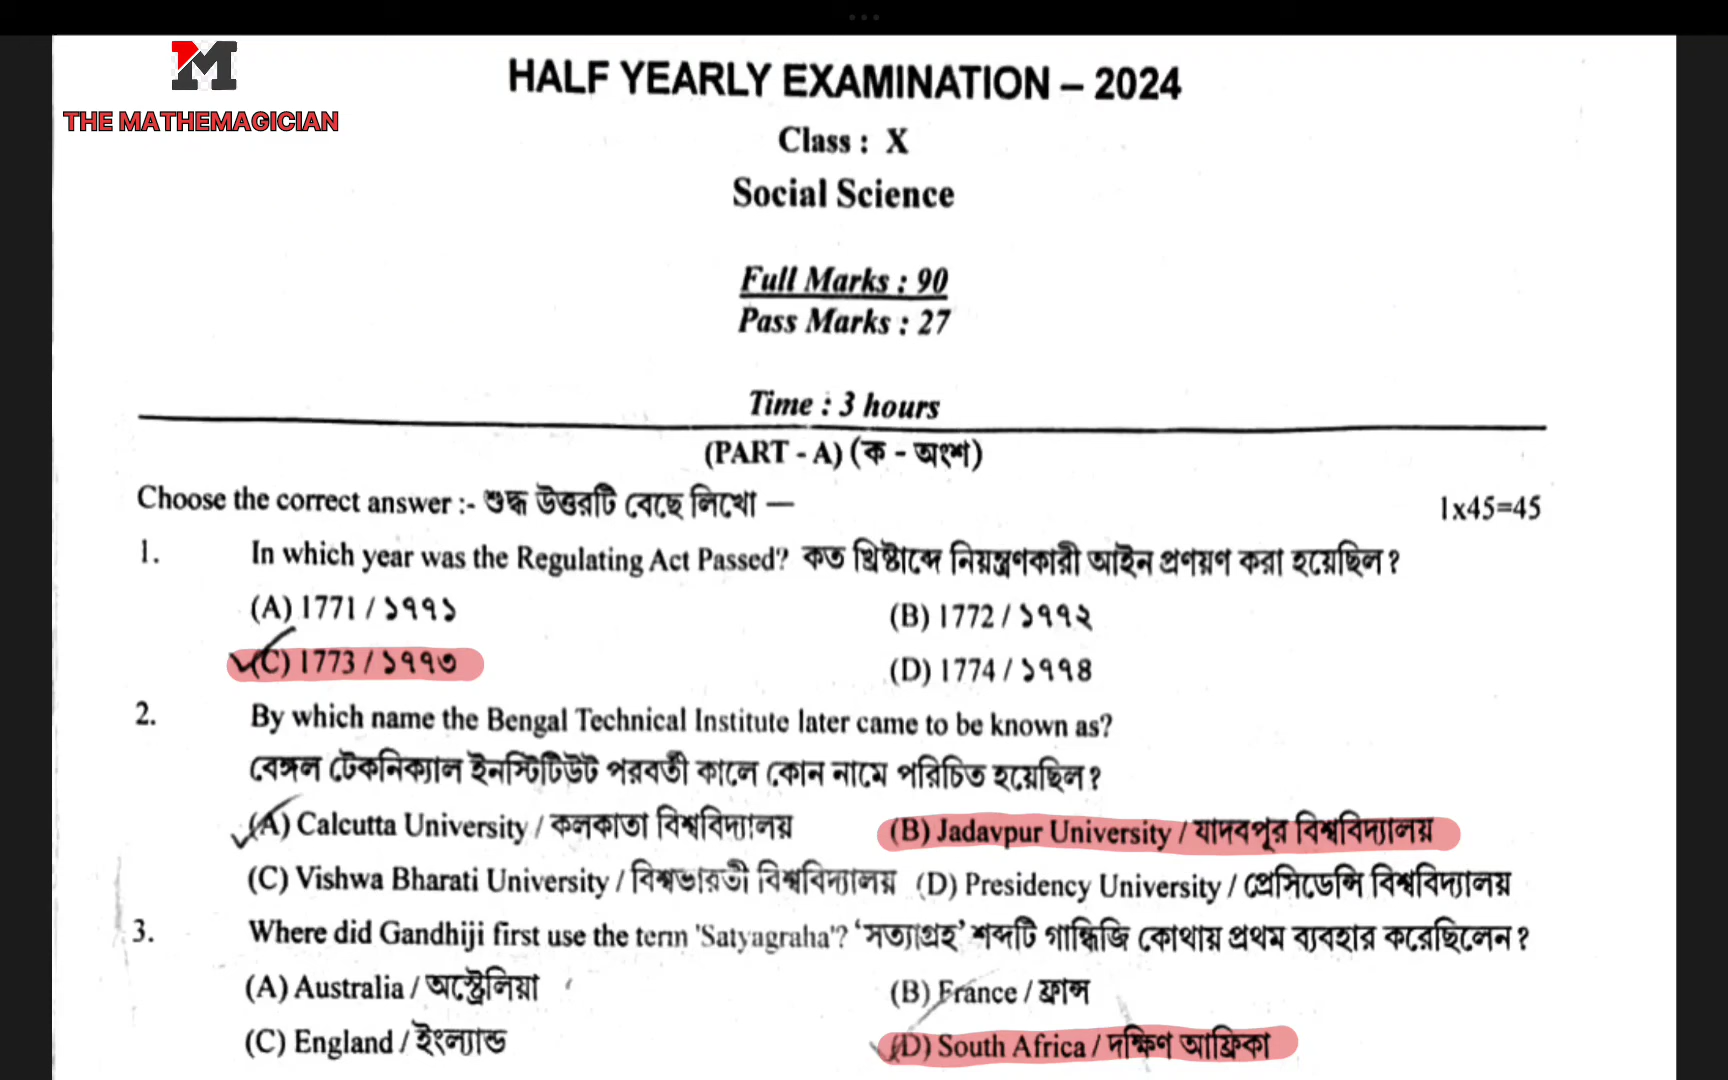 M
THE MATHEMAGICIAN
HALF YEARLY EXAMINATION – 2024
Class : X
Social Science
Full Marks : 90
Pass Marks : 27
Time : 3 hours
(PART - A) (ক - অংশ)
Choose the correct answer :- শুদ্ধ উত্তরটি বেছে লিখো — 1x45=45
1. In which year was the Regulating Act Passed? কত খ্রিষ্টাব্দে নিয়ন্ত্রণকারী আইন প্রণয়ণ করা হয়েছিল ?
(A) 1771 / ১৭৭১ (B) 1772 / ১৭৭২
(C) 1773 / ১৭৭৩ (D) 1774 / ১৭৭৪
2. By which name the Bengal Technical Institute later came to be known as?
বেঙ্গল টেকনিক্যাল ইনস্টিটিউট পরবর্তী কালে কোন নামে পরিচিত হয়েছিল ?
(A) Calcutta University / কলকাতা বিশ্ববিদ্যালয় (B) Jadavpur University / যাদবপুর বিশ্ববিদ্যালয়
(C) Vishwa Bharati University / বিশ্বভারতী বিশ্ববিদ্যালয় (D) Presidency University / প্রেসিডেন্সি বিশ্ববিদ্যালয়
3. Where did Gandhiji first use the term 'Satyagraha'? ‘সত্যাগ্রহ’ শব্দটি গান্ধিজি কোথায় প্রথম ব্যবহার করেছিলেন ?
(A) Australia / অস্ট্রেলিয়া (B) France / ফ্রান্স
(C) England / ইংল্যান্ড (D) South Africa / দক্ষিণ আফ্রিকা